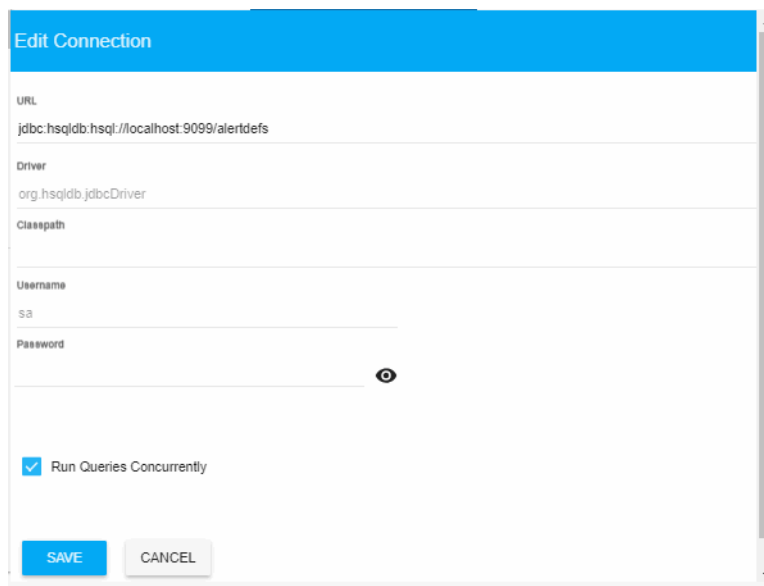 Edit Connection
URL
jdbc:hsqldb:hsql://localhost:9099/alertdefs
Driver
org.hsqldb.jdbcDriver
Classpath
Username
sa
Password
Run Queries Concurrently
SAVE
CANCEL